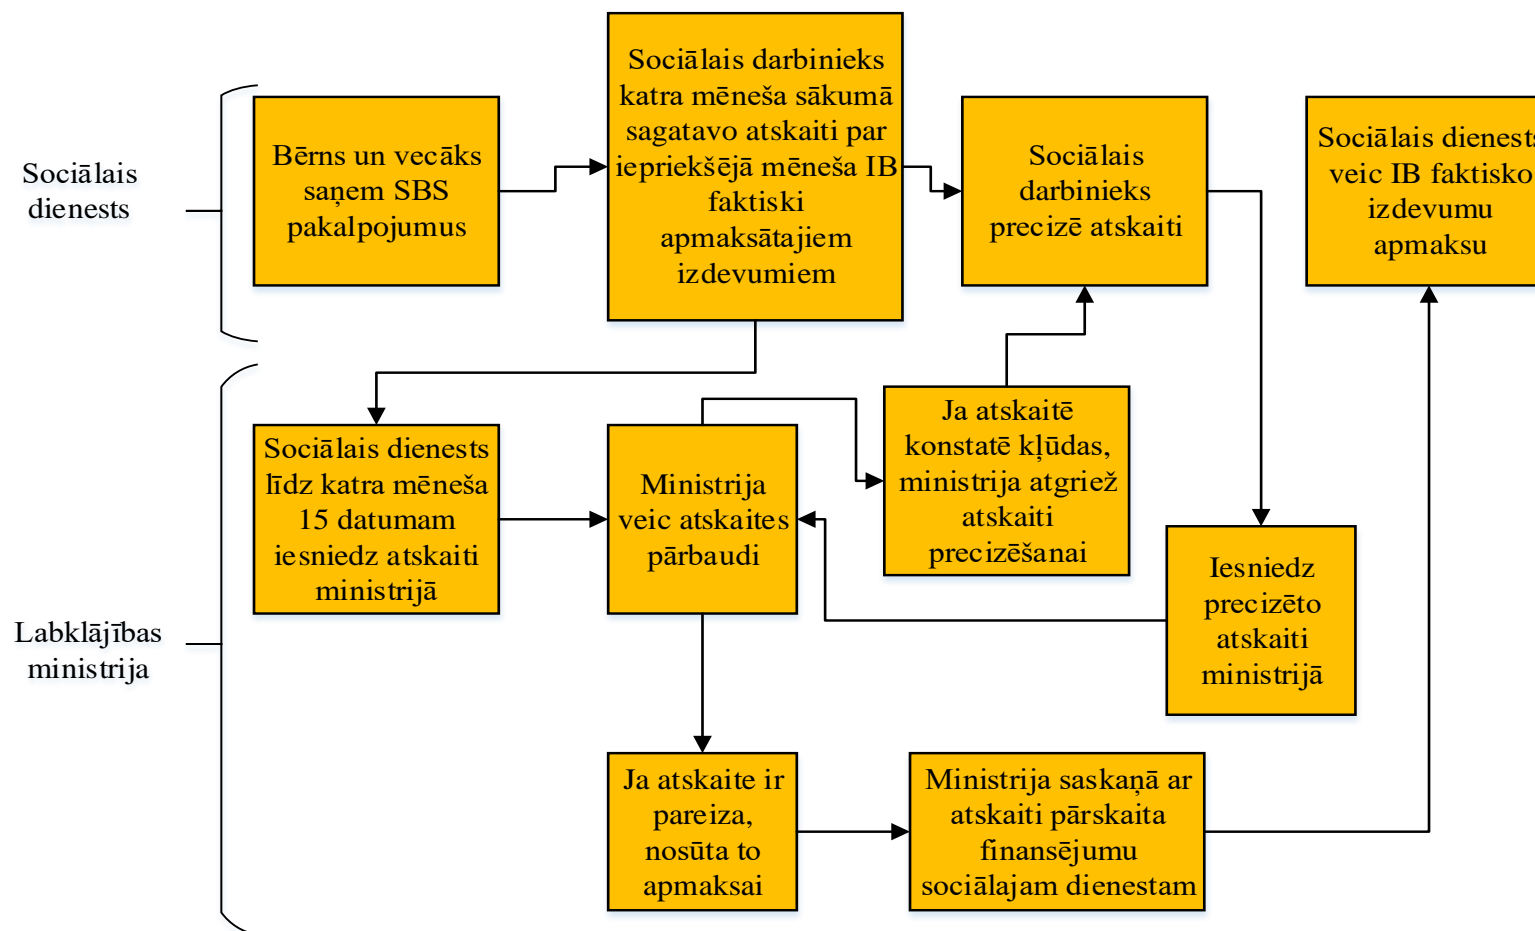 Sociālais
dienests
Bērns un vecāks
saņem SBS
pakalpojumus
Sociālais darbinieks
katra mēneša sākumā
sagatavo atskaiti par
iepriekšējā mēneša IB
faktiski
apmaksātajiem
izdevumiem
Sociālais
darbinieks
precizē atskaiti
Sociālais dienests
veic IB faktisko
izdevumu
apmaksu
Labklājības
ministrija
Sociālais dienests
līdz katra mēneša
15 datumam
iesniedz atskaiti
ministrijā
Ministrija
veic atskaites
pārbaudi
Ja atskaitē
konstatē kļūdas,
ministrija atgriež
atskaiti
precizēšanai
Iesniedz
precizēto
atskaiti
ministrijā
Ja atskaite ir
pareiza,
nosūta to
apmaksai
Ministrija saskaņā ar
atskaiti pārskaita
finansējumu
sociālajam dienestam